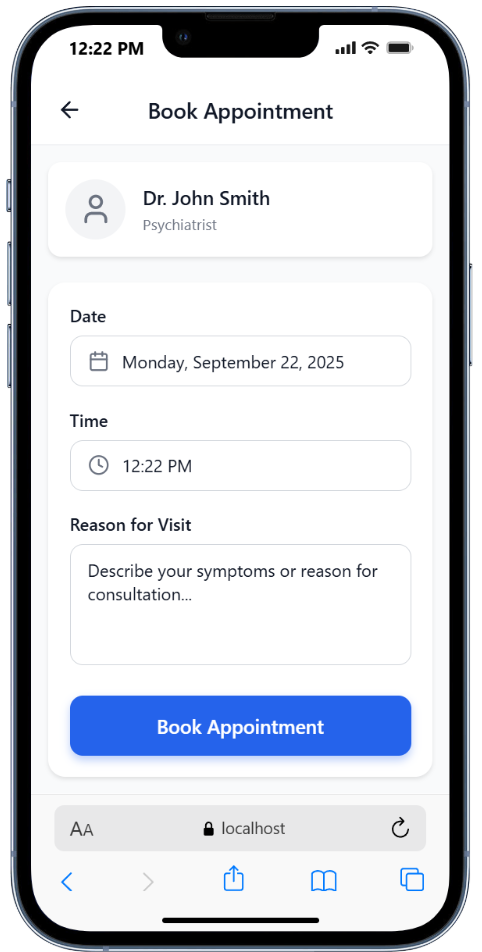 12:22 PM
Book Appointment
Dr. John Smith
Psychiatrist
Date
Monday, September 22, 2025
Time
12:22 PM
Reason for Visit
Describe your symptoms or reason for
consultation...
Book Appointment
AA
localhost